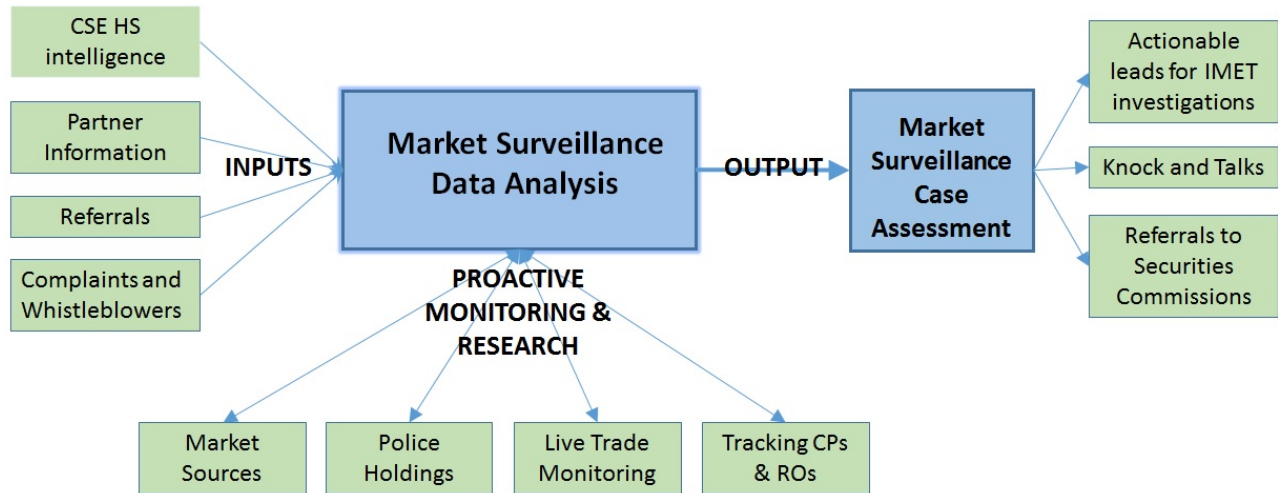 CSE HS
intelligence
Partner
Information
Referrals
Complaints and
Whistleblowers
INPUTS
Market Surveillance
Data Analysis
OUTPUT
Market
Surveillance
Case
Assessment
Actionable
leads for IMET
investigations
Knock and Talks
Referrals to
Securities
Commissions
PROACTIVE
MONITORING &
RESEARCH
Market
Sources
Police
Holdings
Live Trade
Monitoring
Tracking CPs
& ROs